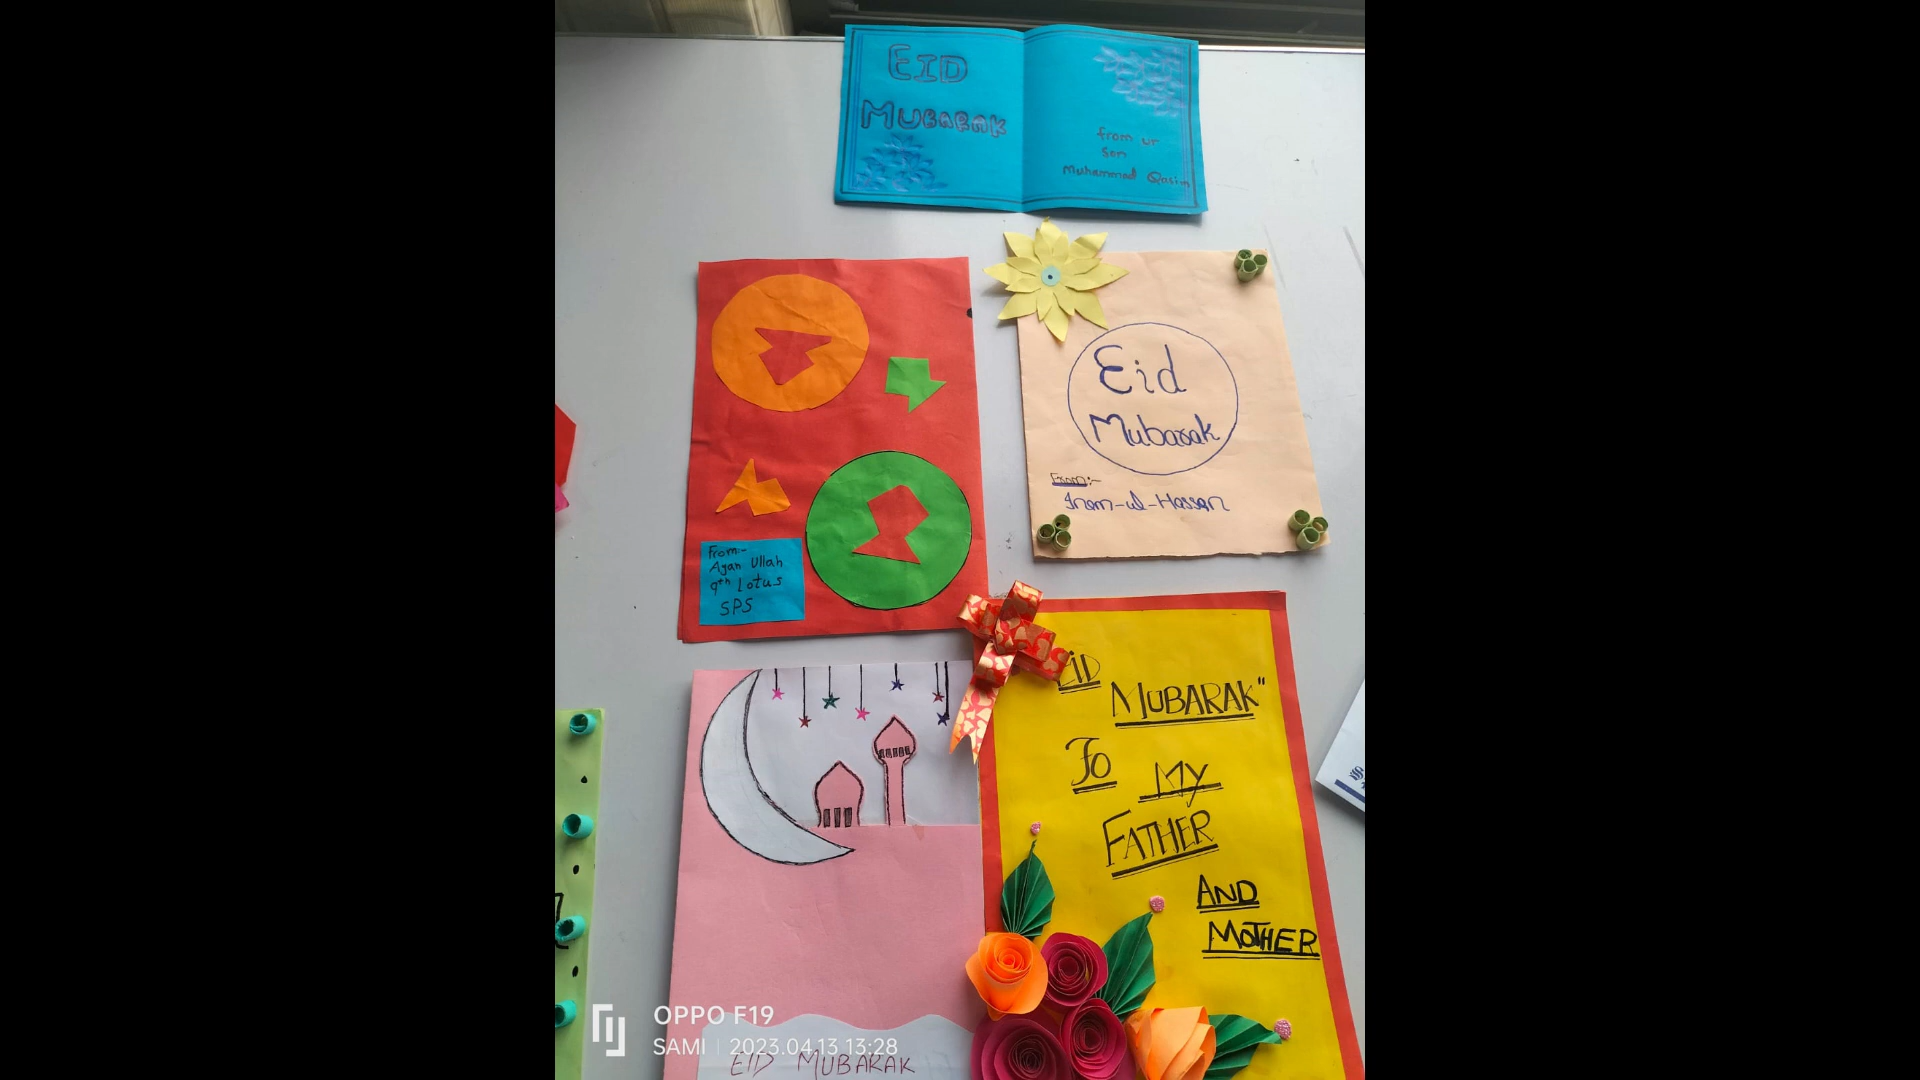 EID
MUBARAK
from ur
Son
Muhammad Qasim
Eid
Mubarak
From:-
Inam-ul-Hassan
From:-
Ayan Ullah
9th Lotus
SPS
EID
MUBARAK"
TO MY
FATHER
AND
MOTHER
EID MUBARAK
OPPO F19
SAMI 2023.04.13 13:28